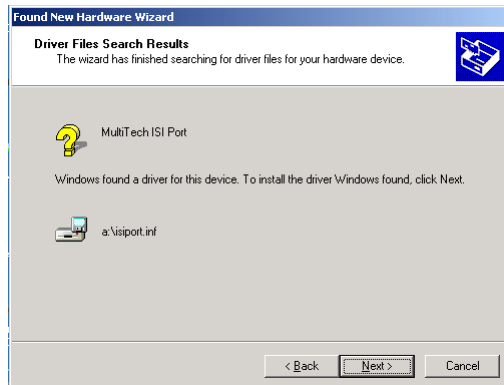 Found New Hardware Wizard
Driver Files Search Results
The wizard has finished searching for driver files for your hardware device.
MultiTech ISI Port
Windows found a driver for this device. To install the driver Windows found, click Next.
a:\isiport.inf
< Back
Next >
Cancel